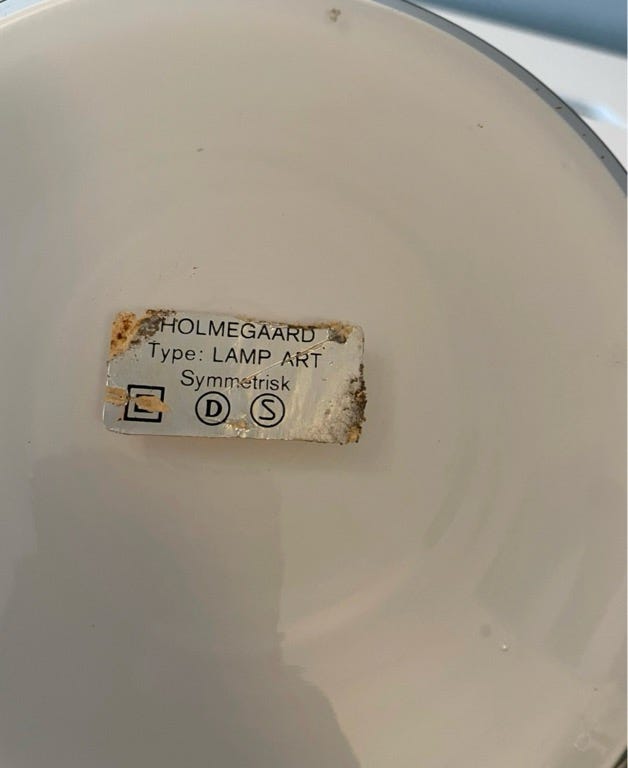 HOLMEGAARD
Type: LAMP ART
Symmetrisk
D S